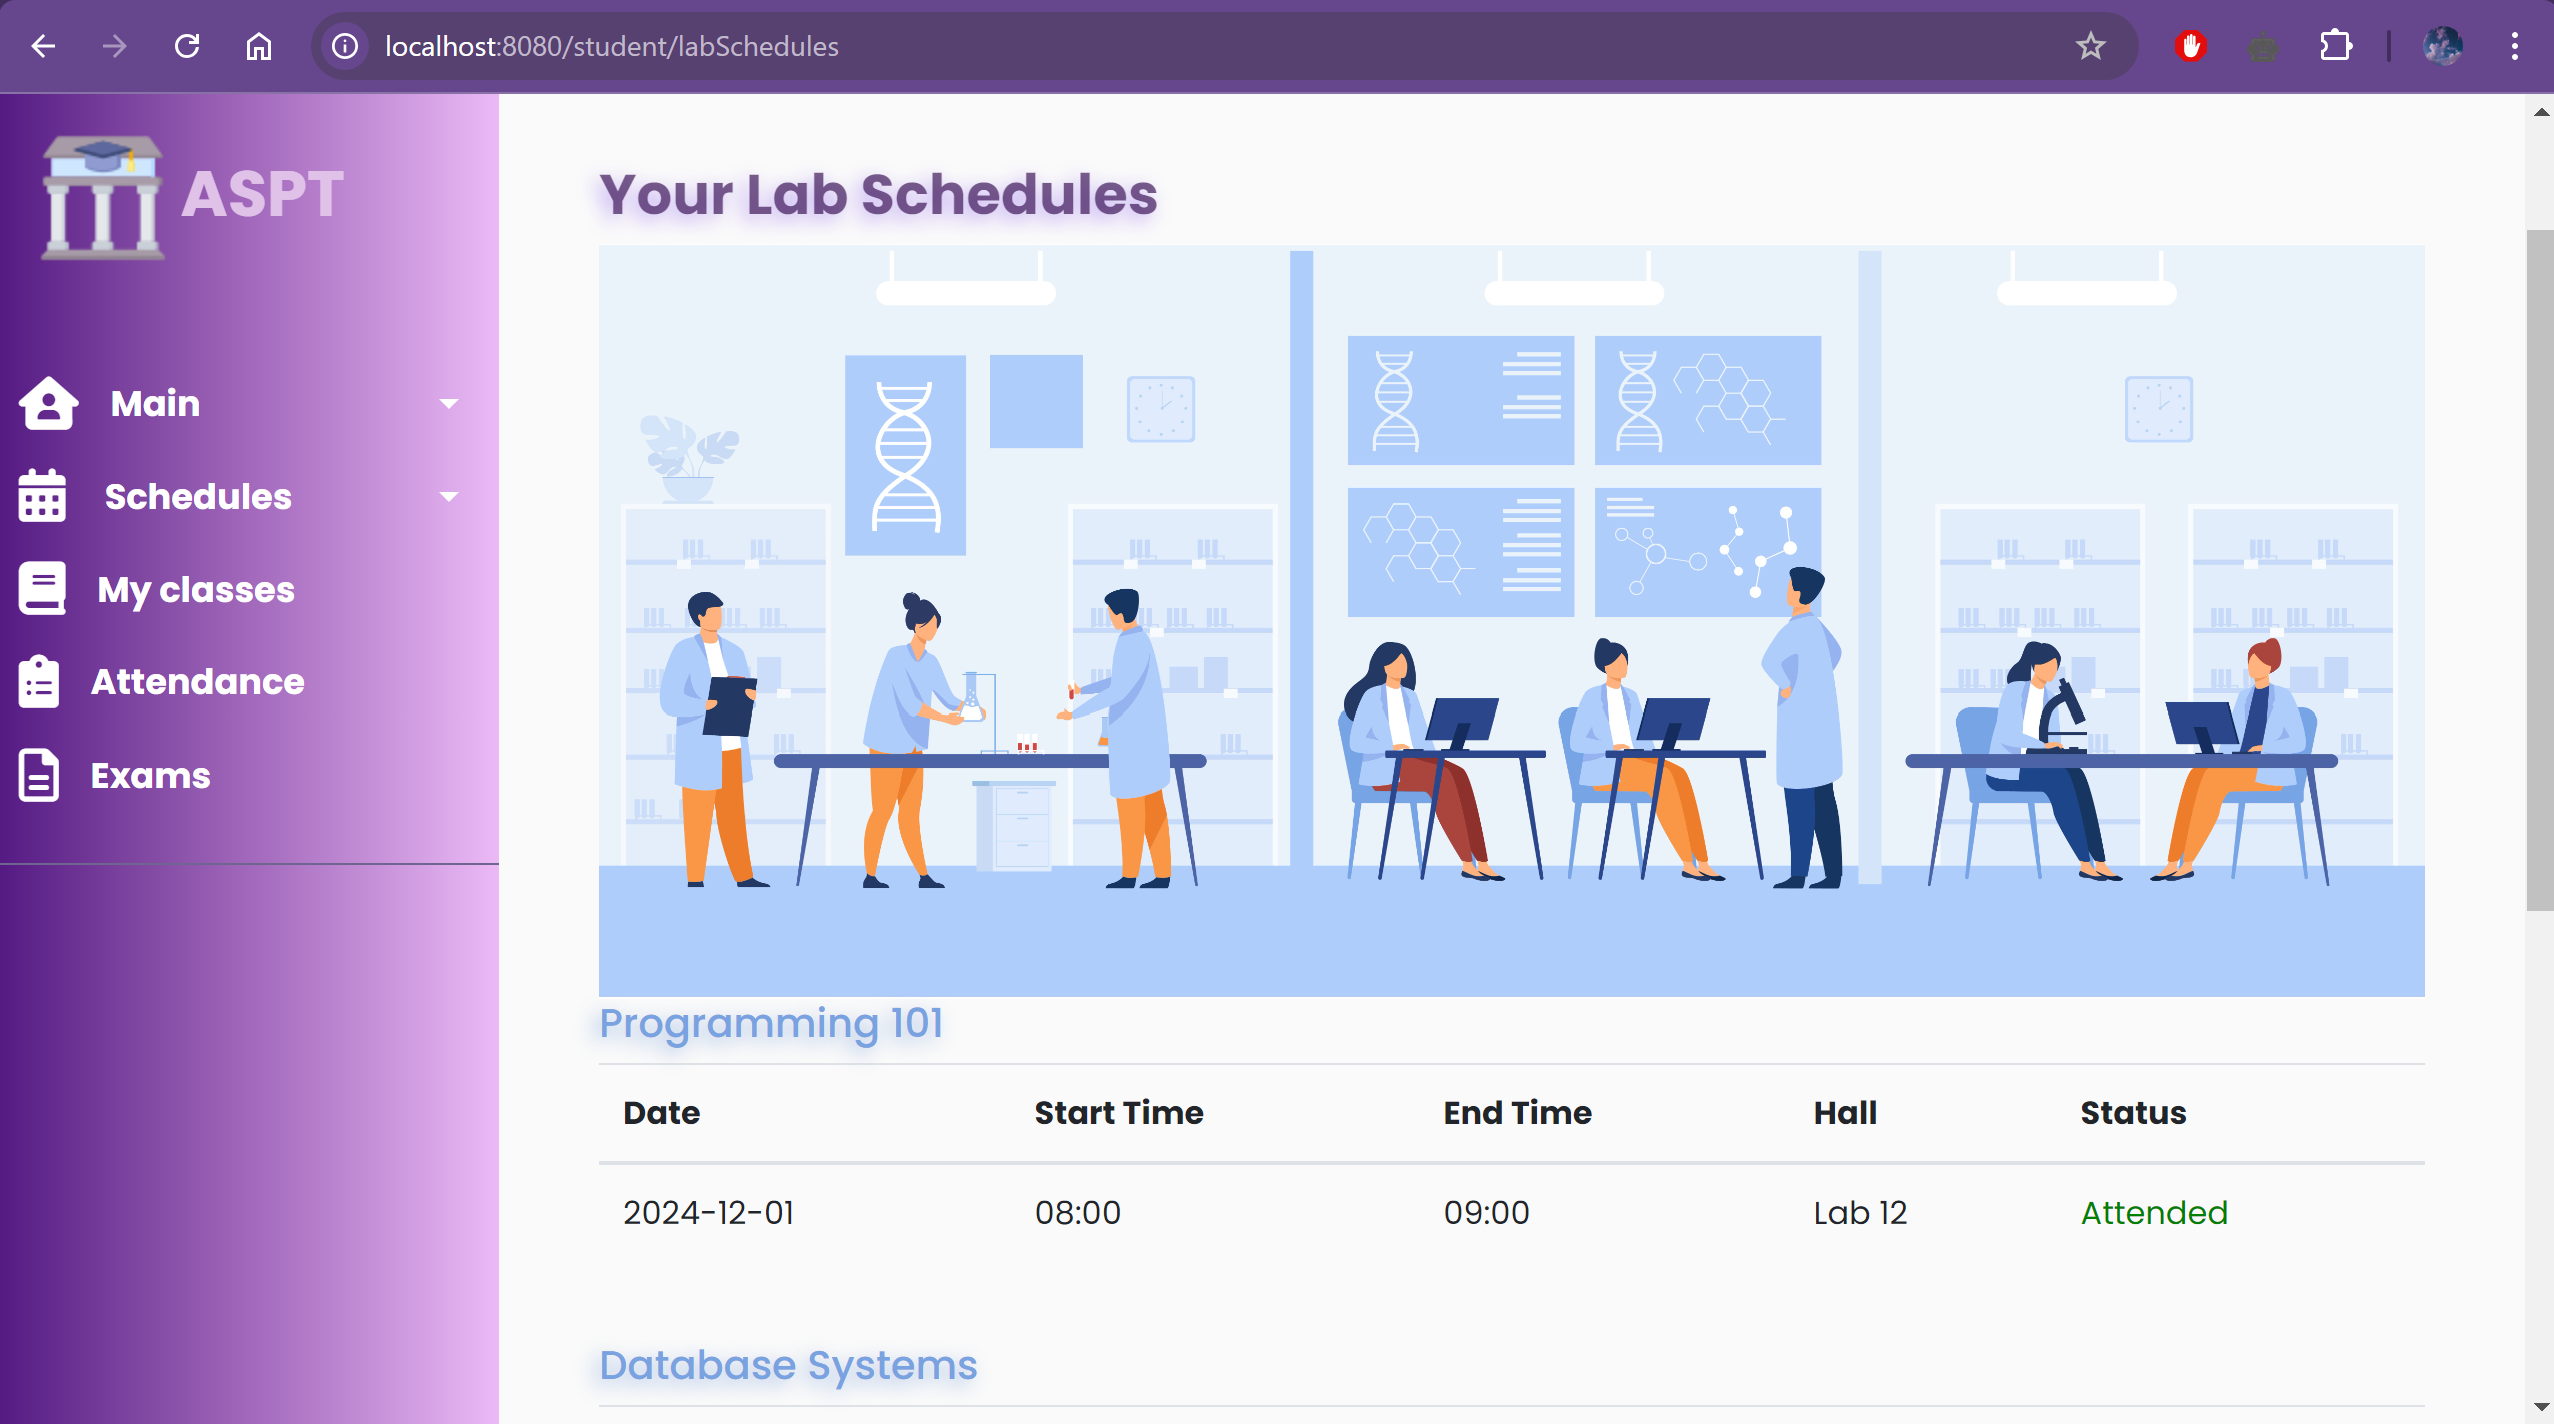 localhost:8080/student/labSchedules
ASPT
Main
Schedules
My classes
Attendance
Exams
Your Lab Schedules
Programming 101
Date Start Time End Time Hall Status
2024-12-01 08:00 09:00 Lab 12 Attended
Database Systems